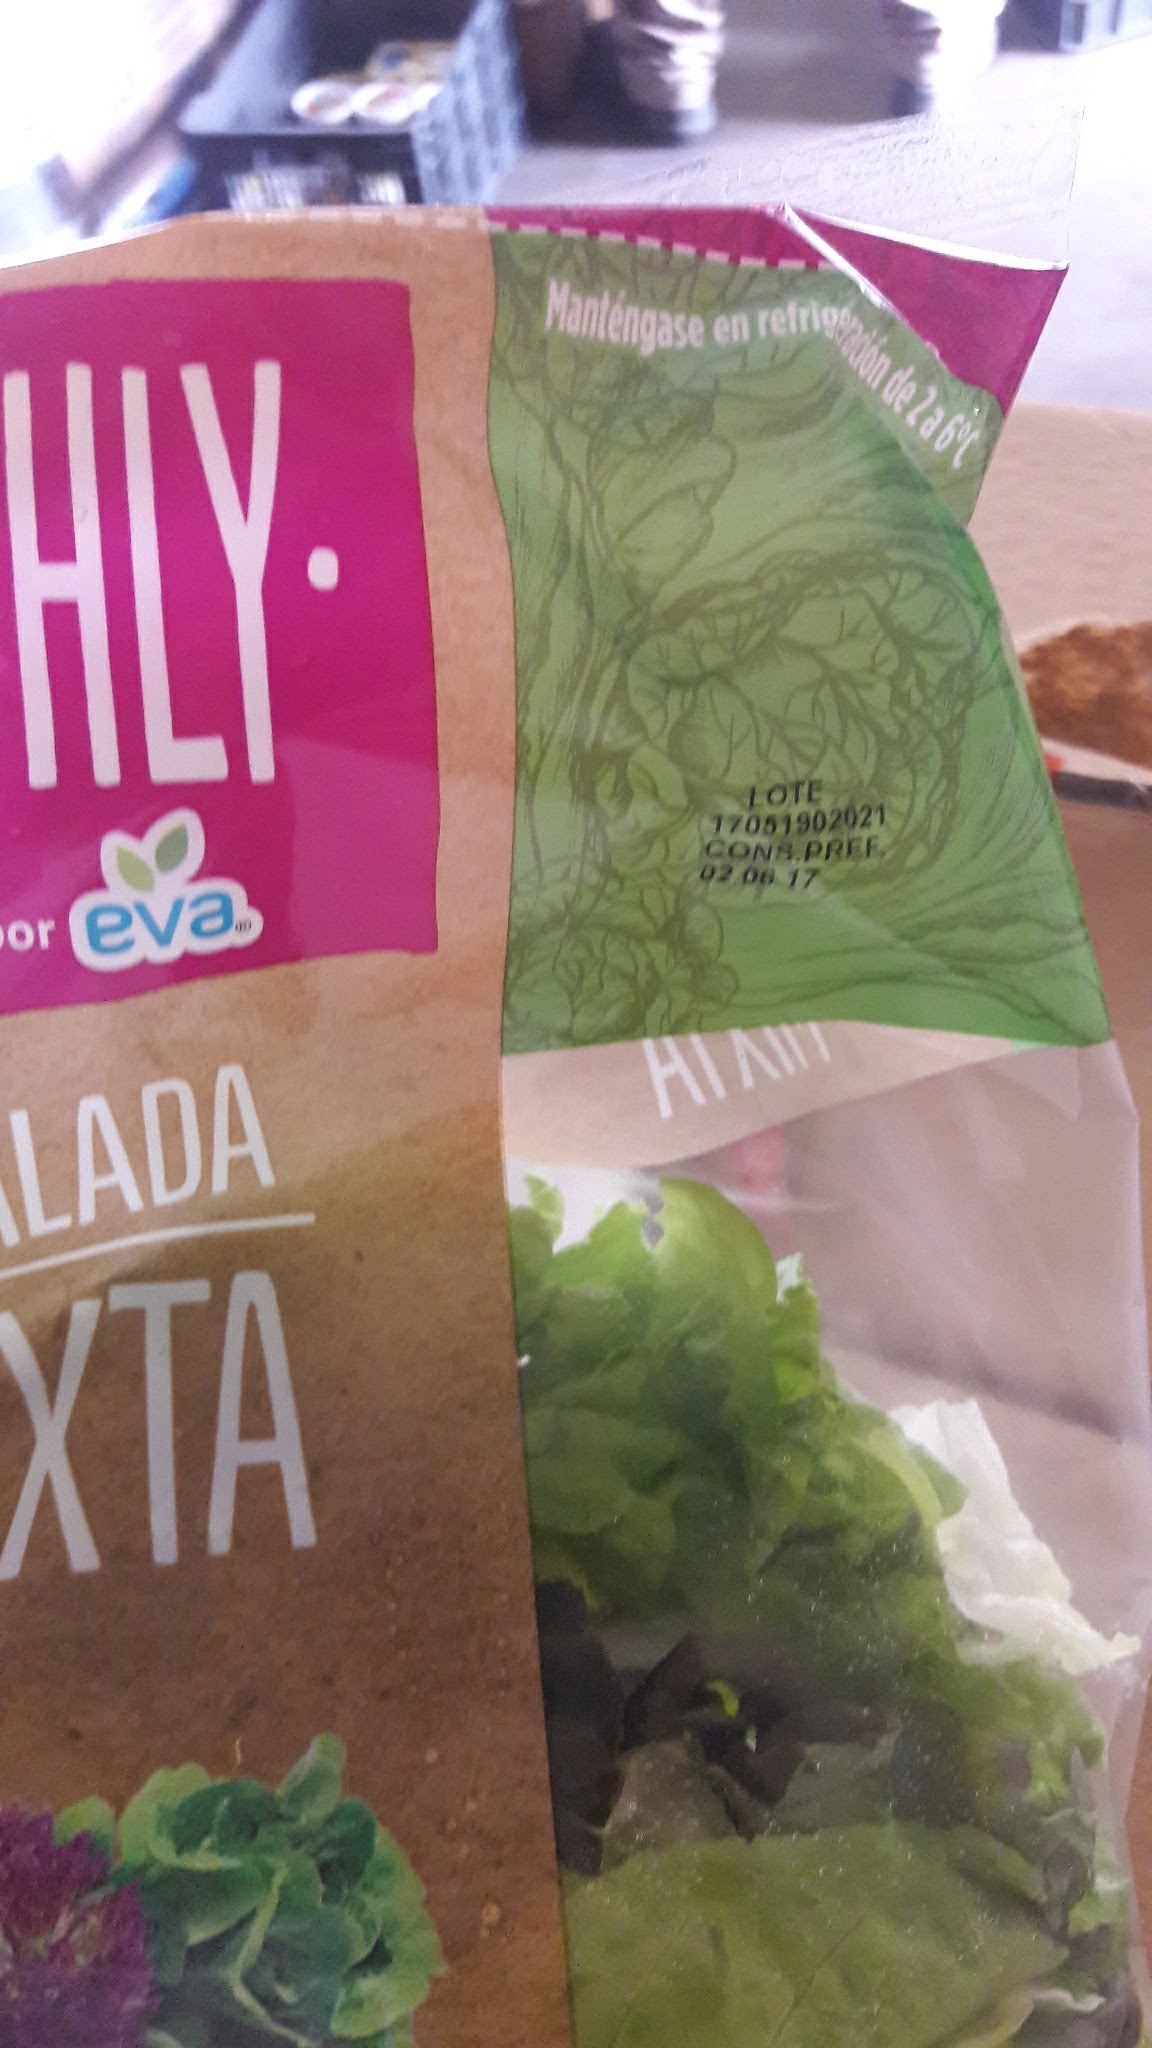 Manténgase en refrigeración de 2 a 6°C
HLY.
LOTE
17051902021
CONS.PREF.
02 06 17
por eva®
ALADA
XTA